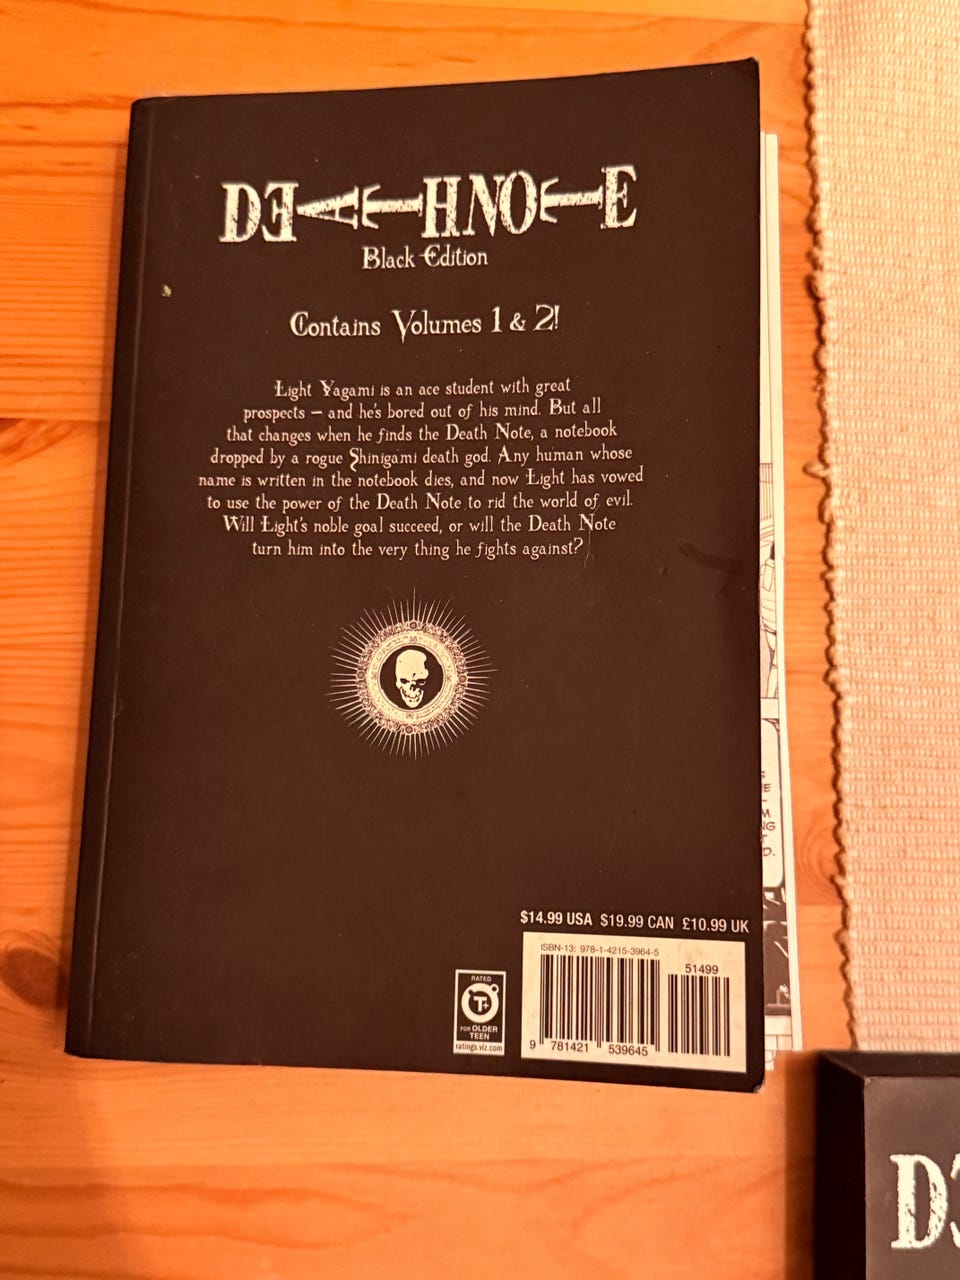 DEATH NOTE
Black Edition
Contains Volumes 1 & 2!
Light Yagami is an ace student with great
prospects – and he's bored out of his mind. But all
that changes when he finds the Death Note, a notebook
dropped by a rogue Shinigami death god. Any human whose
name is written in the notebook dies, and now Light has vowed
to use the power of the Death Note to rid the world of evil.
Will Light's noble goal succeed, or will the Death Note
turn him into the very thing he fights against?
$14.99 USA $19.99 CAN £10.99 UK
ISBN-13: 978-1-4215-3964-5
51499
9 781421 539645
RATED
T+
FOR OLDER
TEEN
ratings.viz.com